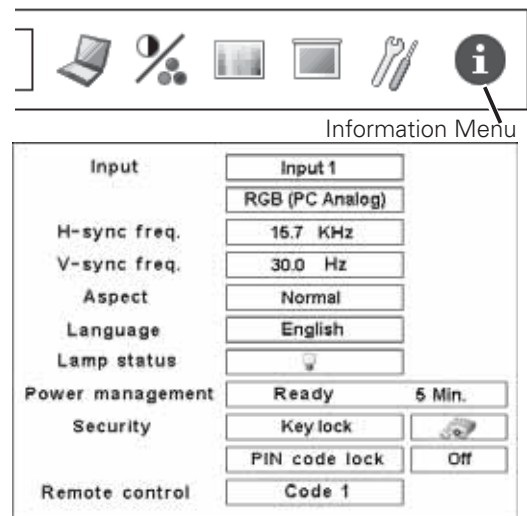 Information Menu
Input Input 1
RGB (PC Analog)
H-sync freq. 15.7 KHz
V-sync freq. 30.0 Hz
Aspect Normal
Language English
Lamp status
Power management Ready 5 Min.
Security Key lock
PIN code lock Off
Remote control Code 1